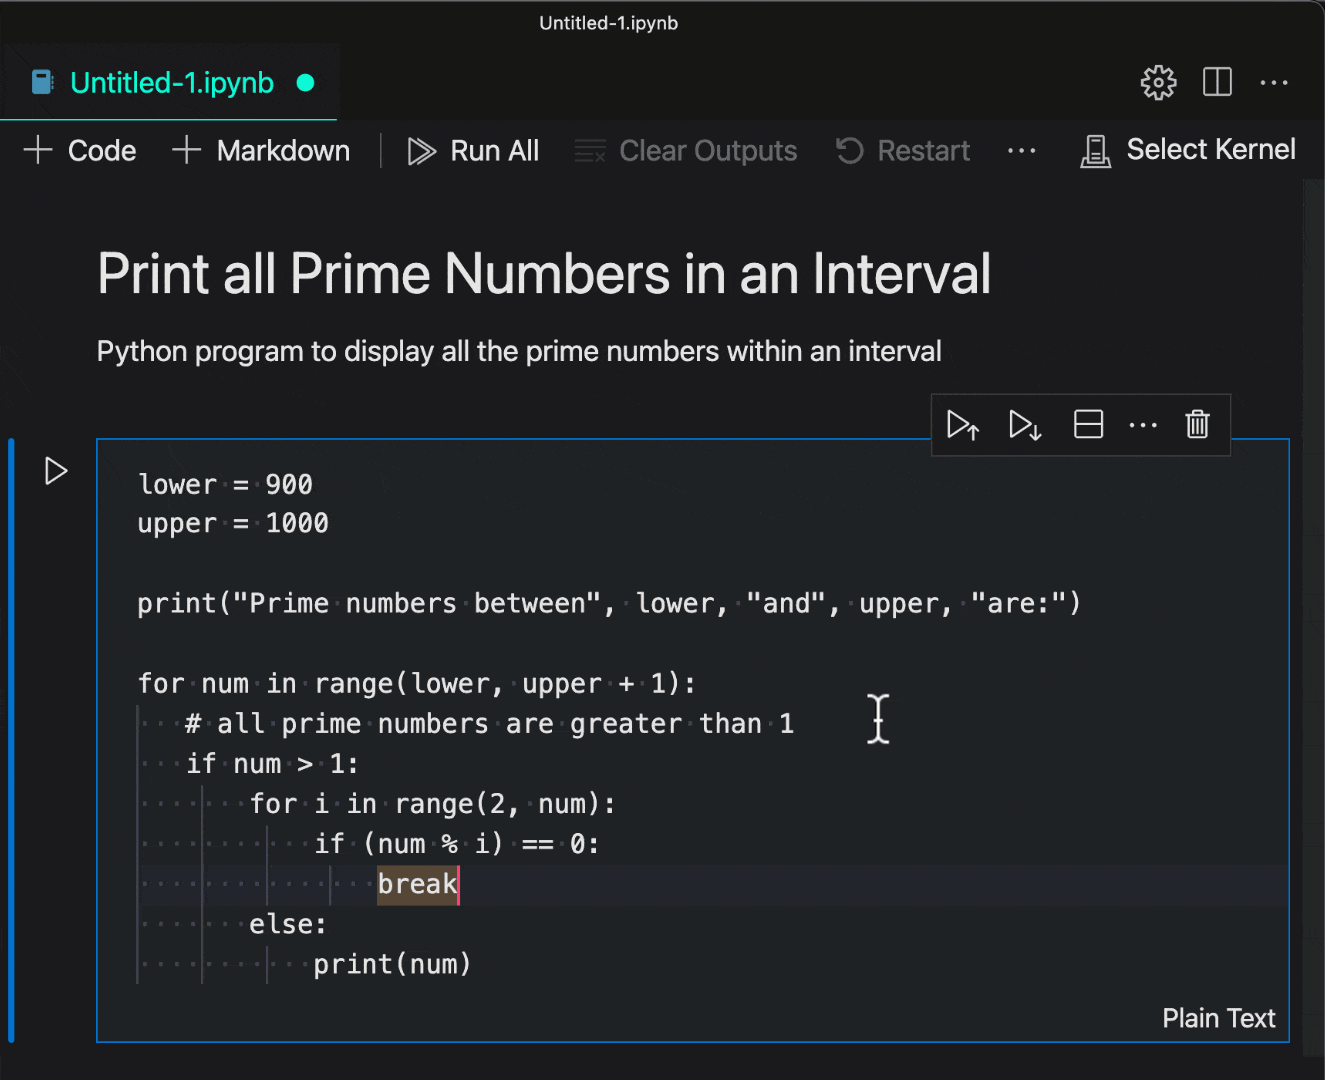 Untitled-1.ipynb
Untitled-1.ipynb
Code Markdown Run All Clear Outputs Restart ··· Select Kernel
Print all Prime Numbers in an Interval
Python program to display all the prime numbers within an interval
lower = 900
upper = 1000
print("Prime numbers between", lower, "and", upper, "are:")
for num in range(lower, upper + 1):
   # all prime numbers are greater than 1
   if num > 1:
       for i in range(2, num):
           if (num % i) == 0:
               break
       else:
           print(num)
Plain Text